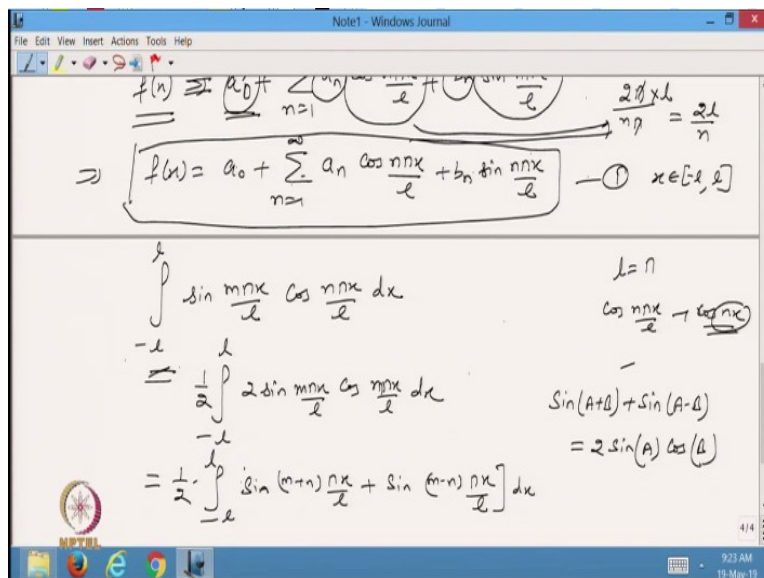 Note1 - Windows Journal
File Edit View Insert Actions Tools Help
f(x) = a0 + Σ n=1 an cos nπx/l + bn sin nπx/l
2π×l/nπ = 2l/n
⇒ f(x) = a0 + Σ_{n=1}^{∞} an cos nπx/l + bn sin nπx/l — ① x∈[-l, l]
∫_{-l}^{l} sin mπx/l cos nπx/l dx
l = π
cos nπx/l → cos nx
= 1/2 ∫_{-l}^{l} 2 sin mπx/l cos nπx/l dx
Sin(A+B) + Sin(A-B)
= 2 Sin(A) Cos(B)
= 1/2 · ∫_{-l}^{l} Sin (m+n) πx/l + Sin (m-n) πx/l ] dx
NPTEL
4/4
9:23 AM
19-May-19